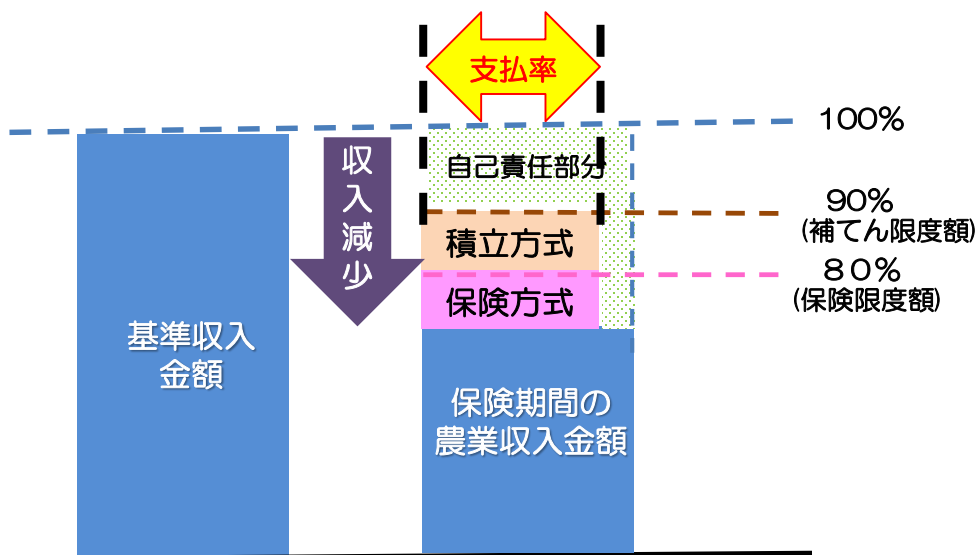 支払率
100%
収入減少
自己責任部分
90%
(補てん限度額)
積立方式
80%
(保険限度額)
保険方式
基準収入
金額
保険期間の
農業収入金額